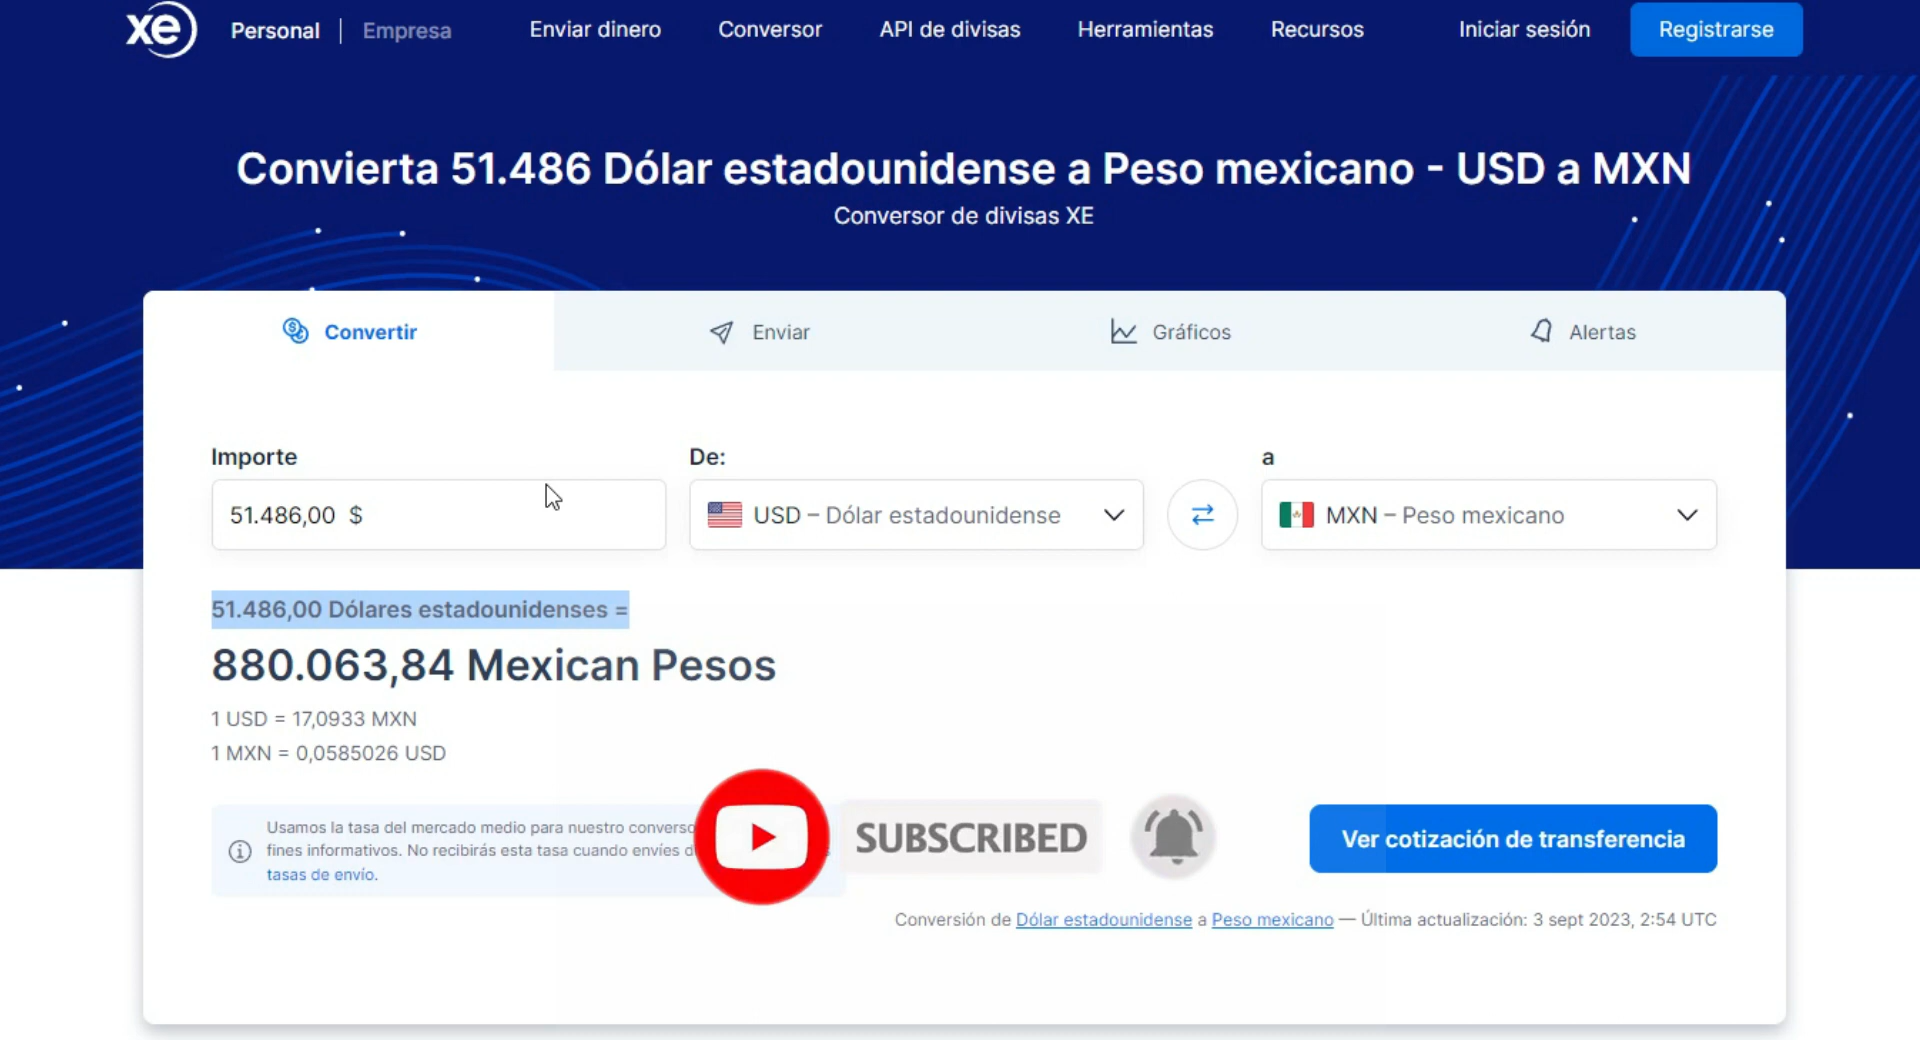 xe Personal Empresa Enviar dinero Conversor API de divisas Herramientas Recursos Iniciar sesión Registrarse
Convierta 51.486 Dólar estadounidense a Peso mexicano - USD a MXN
Conversor de divisas XE
Convertir Enviar Gráficos Alertas
Importe De: a
51.486,00 $ USD – Dólar estadounidense MXN – Peso mexicano
51.486,00 Dólares estadounidenses =
880.063,84 Mexican Pesos
1 USD = 17,0933 MXN
1 MXN = 0,0585026 USD
Usamos la tasa del mercado medio para nuestro
fines informativos. No recibirás esta tasa cuando envíes
tasas de envío.
SUBSCRIBED
Ver cotización de transferencia
Conversión de Dólar estadounidense a Peso mexicano — Última actualización: 3 sept 2023, 2:54 UTC